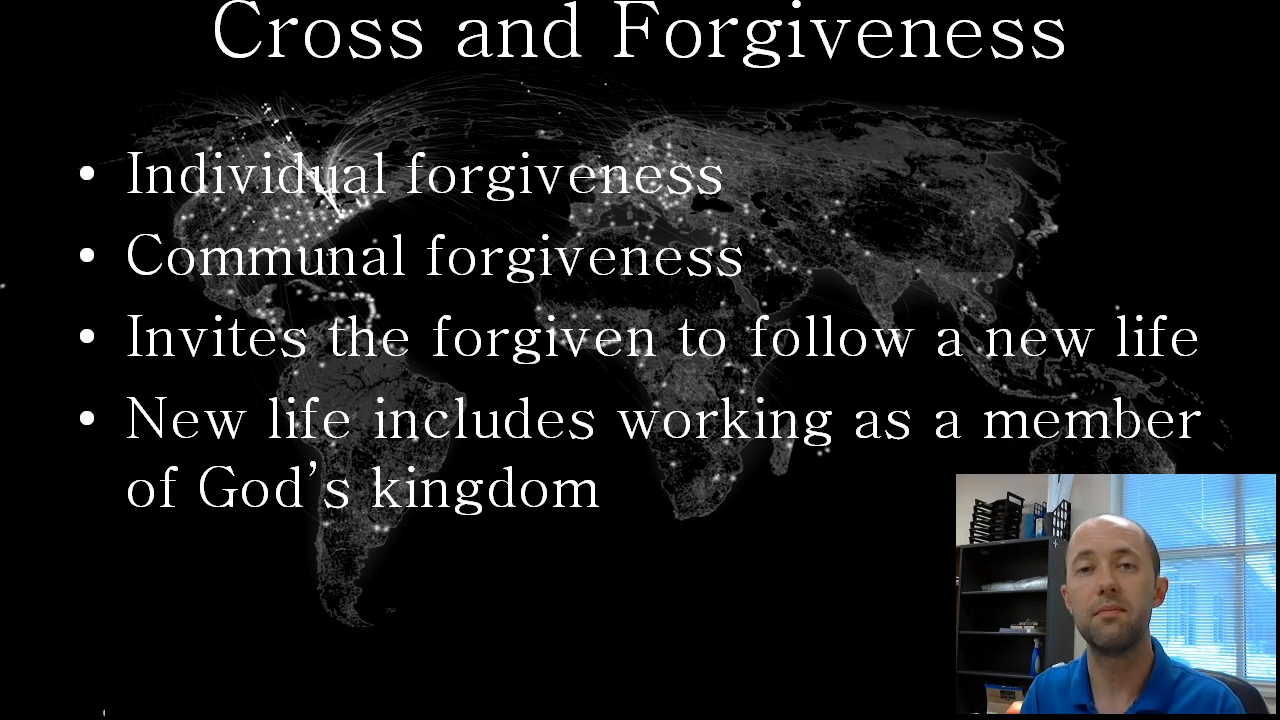 Cross and Forgiveness
• Individual forgiveness
• Communal forgiveness
• Invites the forgiven to follow a new life
• New life includes working as a member
of God’s kingdom